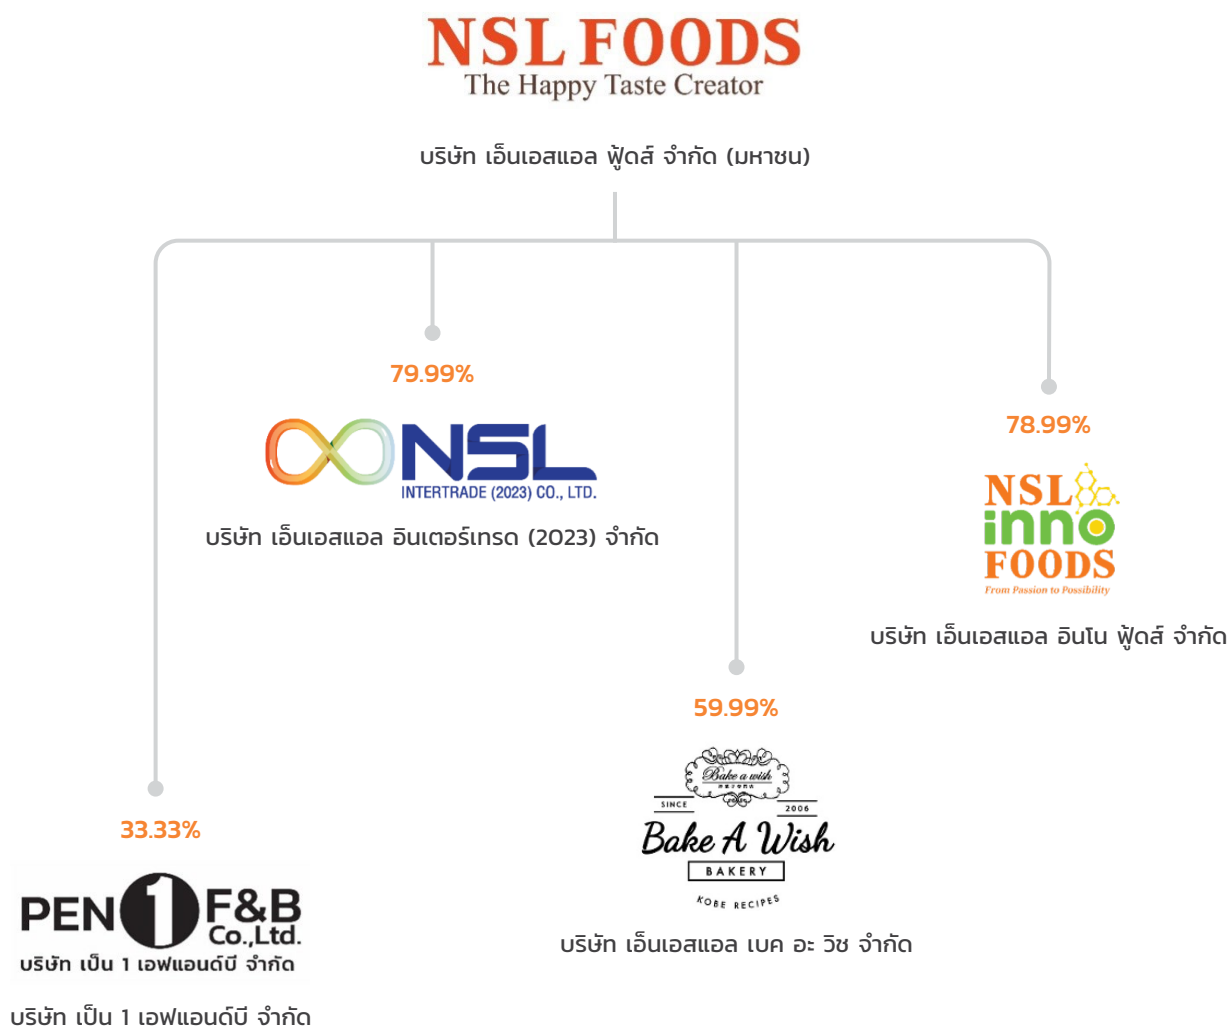 NSL FOODS
The Happy Taste Creator
บริษัท เอ็นเอสแอล ฟู้ดส์ จำกัด (มหาชน)
79.99%
NSL
INTERTRADE (2023) CO., LTD.
บริษัท เอ็นเอสแอล อินเตอร์เทรด (2023) จำกัด
78.99%
NSL
inno
FOODS
From Passion to Possibility
บริษัท เอ็นเอสแอล อินโน ฟู้ดส์ จำกัด
59.99%
Bake a wish
SINCE 2006
Bake A Wish
BAKERY
KOBE RECIPES
บริษัท เอ็นเอสแอล เบค อะ วิช จำกัด
33.33%
PEN 1 F&B
Co.,Ltd.
บริษัท เป็น 1 เอฟแอนด์บี จำกัด
บริษัท เป็น 1 เอฟแอนด์บี จำกัด